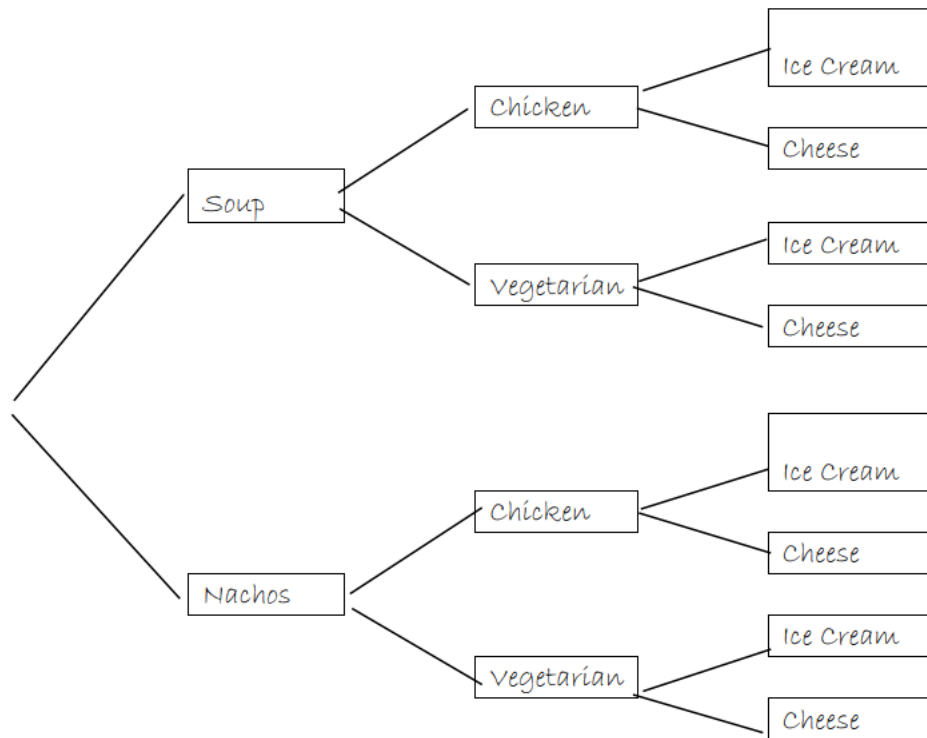 Ice Cream
Chicken
Cheese
Soup
Ice Cream
Vegetarian
Cheese
Ice Cream
Chicken
Cheese
Nachos
Ice Cream
Vegetarian
Cheese